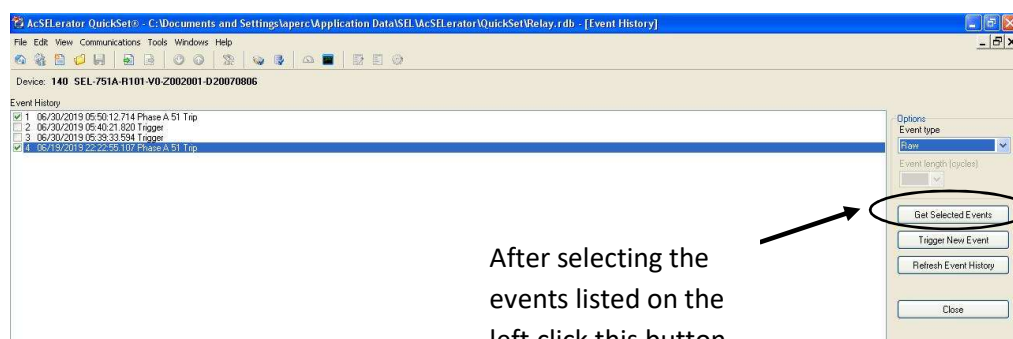 AcSELerator QuickSet® - C:\Documents and Settings\aperc\Application Data\SEL\AcSELerator\QuickSet\Relay.rdb - [Event History]
File Edit View Communications Tools Windows Help
Device: 140 SEL-751A-R101-V0-Z002001-D20070806
Event History
1 06/30/2019 05:50:12.714 Phase A 51 Trip
2 06/30/2019 05:40:21.820 Trigger
3 06/30/2019 05:39:33.594 Trigger
4 06/19/2019 22:22:55.107 Phase A 51 Trip
Options
Event type
Raw
Event length (cycles)
Get Selected Events
Trigger New Event
Refresh Event History
Close
After selecting the
events listed on the
left click this button